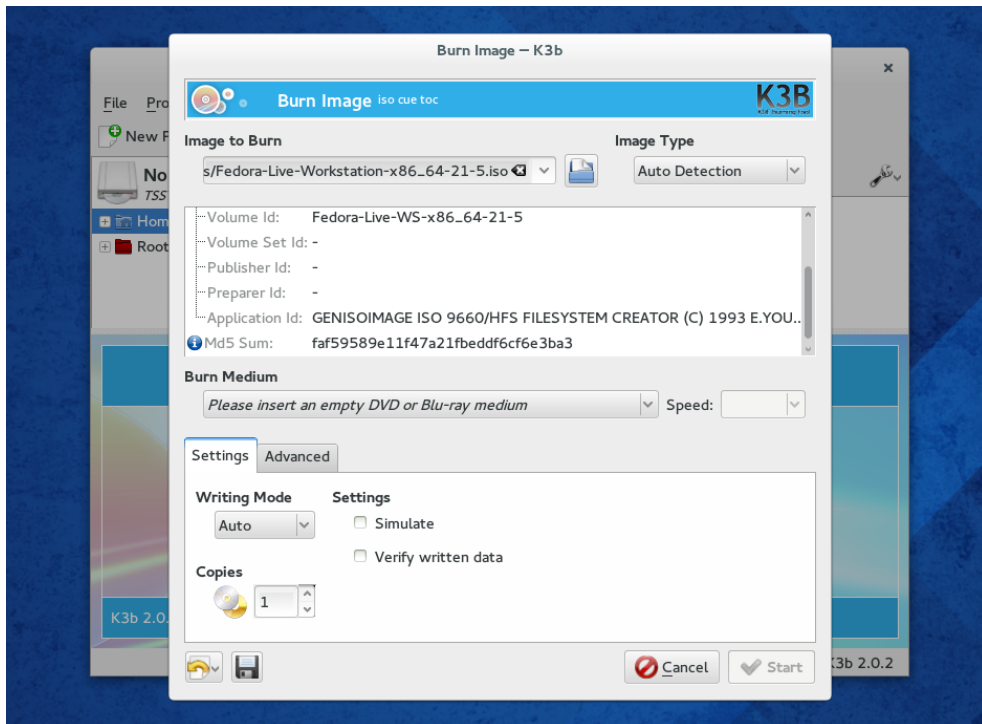 Burn Image — K3b
File Pro
New F
No
TSS
Hom
Root
Burn Image iso cue toc
K3B
Image to Burn Image Type
s/Fedora-Live-Workstation-x86_64-21-5.iso Auto Detection
Volume Id: Fedora-Live-WS-x86_64-21-5
Volume Set Id: -
Publisher Id: -
Preparer Id: -
Application Id: GENISOIMAGE ISO 9660/HFS FILESYSTEM CREATOR (C) 1993 E.YOU..
Md5 Sum: faf59589e11f47a21fbeddf6cf6e3ba3
Burn Medium
Please insert an empty DVD or Blu-ray medium Speed:
Settings Advanced
Writing Mode Settings
Auto Simulate
Verify written data
Copies
1
Cancel Start
K3b 2.0.
K3b 2.0.2